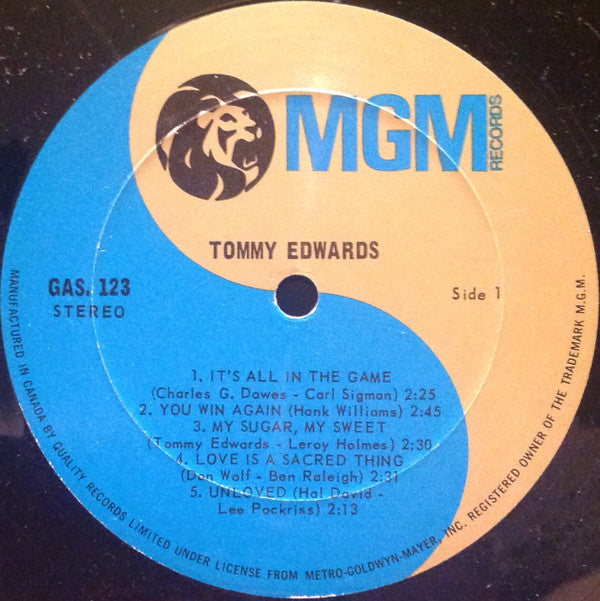 MGM RECORDS
TOMMY EDWARDS
GAS. 123
STEREO
Side 1
1. IT'S ALL IN THE GAME
(Charles G. Dawes - Carl Sigman) 2:25
2. YOU WIN AGAIN (Hank Williams) 2:45
3. MY SUGAR, MY SWEET
(Tommy Edwards - Leroy Holmes) 2:30
4. LOVE IS A SACRED THING
(Don Wolf - Ben Raleigh) 2:31
5. UNLOVED (Hal David -
Lee Pockriss) 2:13
MANUFACTURED IN CANADA BY QUALITY RECORDS LIMITED UNDER LICENSE FROM METRO-GOLDWYN-MAYER, INC. REGISTERED OWNER OF THE TRADEMARK M.G.M.